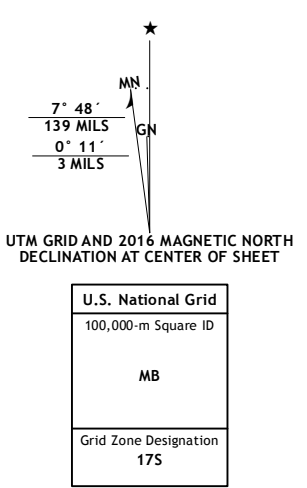 ★
MN
7° 48´
139 MILS
GN
0° 11´
3 MILS
UTM GRID AND 2016 MAGNETIC NORTH
DECLINATION AT CENTER OF SHEET
U.S. National Grid
100,000-m Square ID
MB
Grid Zone Designation
17S